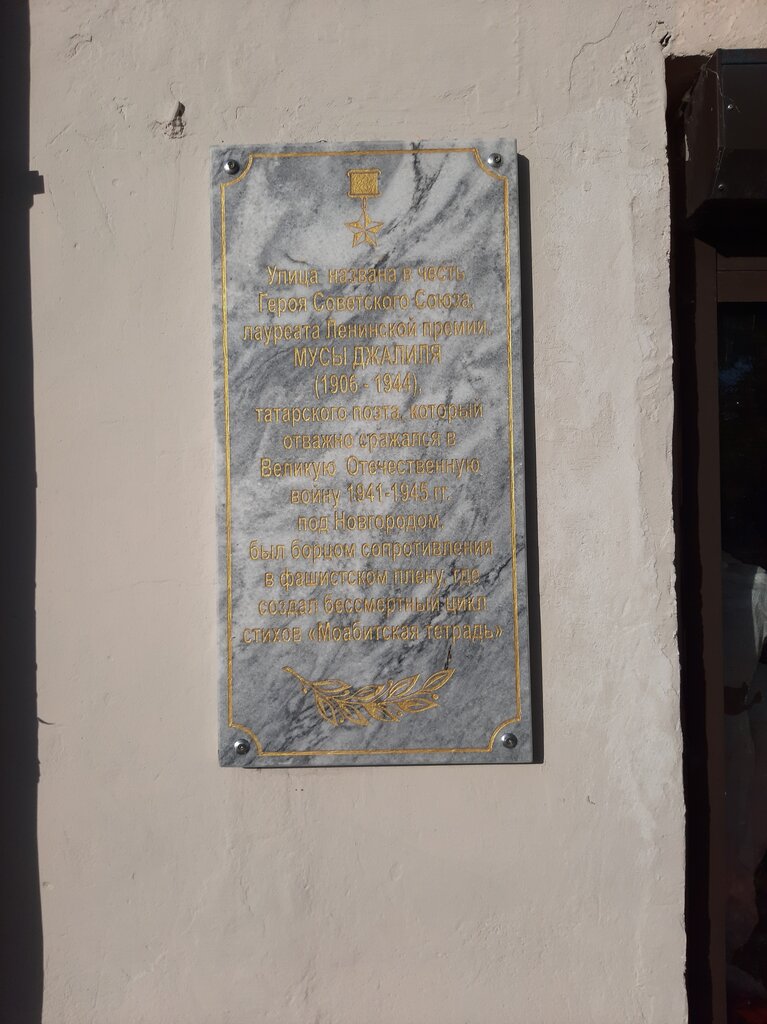 Улица названа в честь
Героя Советского Союза,
лауреата Ленинской премии,
МУСЫ ДЖАЛИЛЯ
(1906 - 1944),
татарского поэта, который
отважно сражался в
Великую Отечественную
войну 1941-1945 гг.
под Новгородом,
был борцом сопротивления
в фашистском плену, где
создал бессмертный цикл
стихов «Моабитская тетрадь»